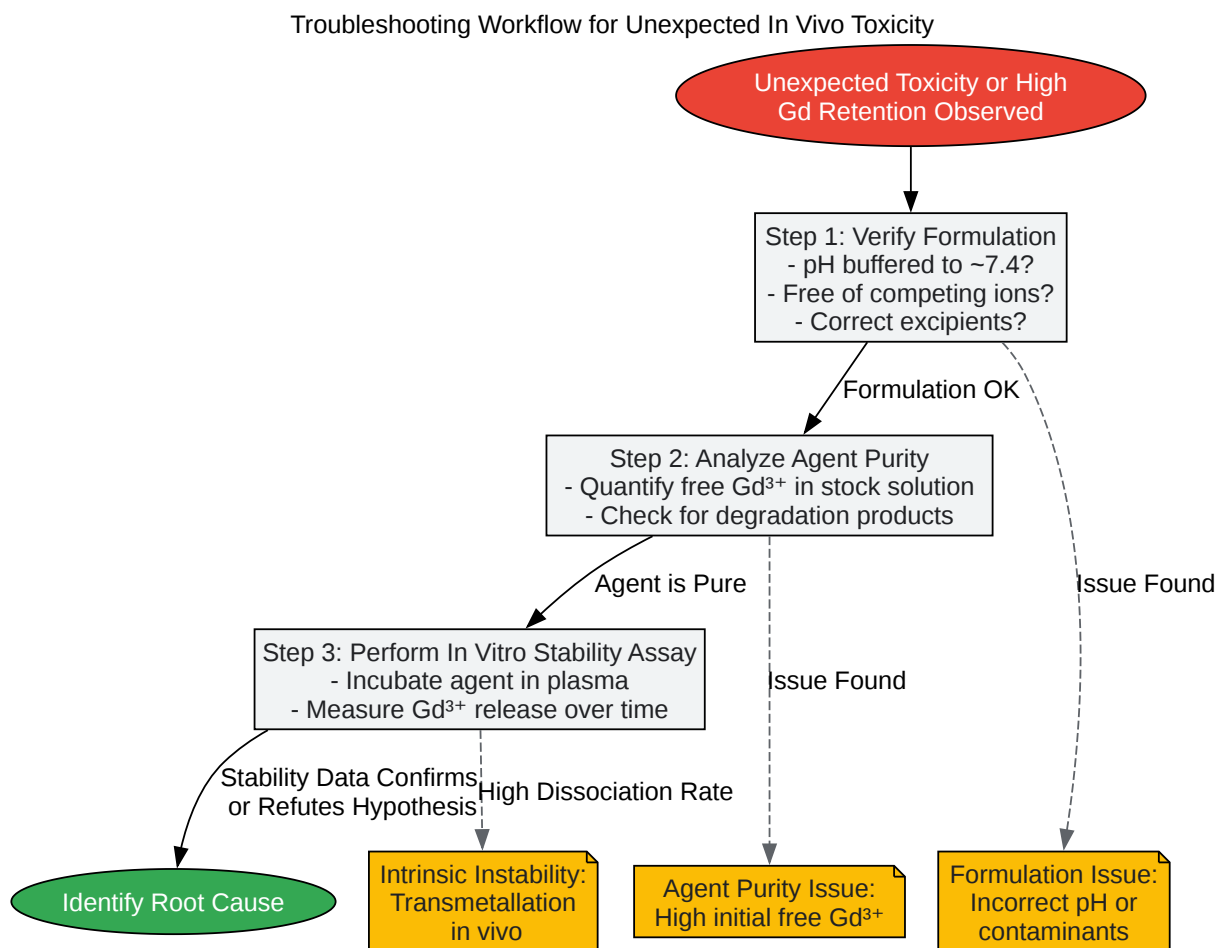 Troubleshooting Workflow for Unexpected In Vivo Toxicity
Unexpected Toxicity or High
Gd Retention Observed
Step 1: Verify Formulation
- pH buffered to ~7.4?
- Free of competing ions?
- Correct excipients?
Formulation OK
Step 2: Analyze Agent Purity
- Quantify free Gd³⁺ in stock solution
- Check for degradation products
Agent is Pure
Issue Found
Step 3: Perform In Vitro Stability Assay
- Incubate agent in plasma
- Measure Gd³⁺ release over time
Issue Found
Stability Data Confirms
or Refutes Hypothesis
High Dissociation Rate
Identify Root Cause
Intrinsic Instability:
Transmetallation
in vivo
Agent Purity Issue:
High initial free Gd³⁺
Formulation Issue:
Incorrect pH or
contaminants